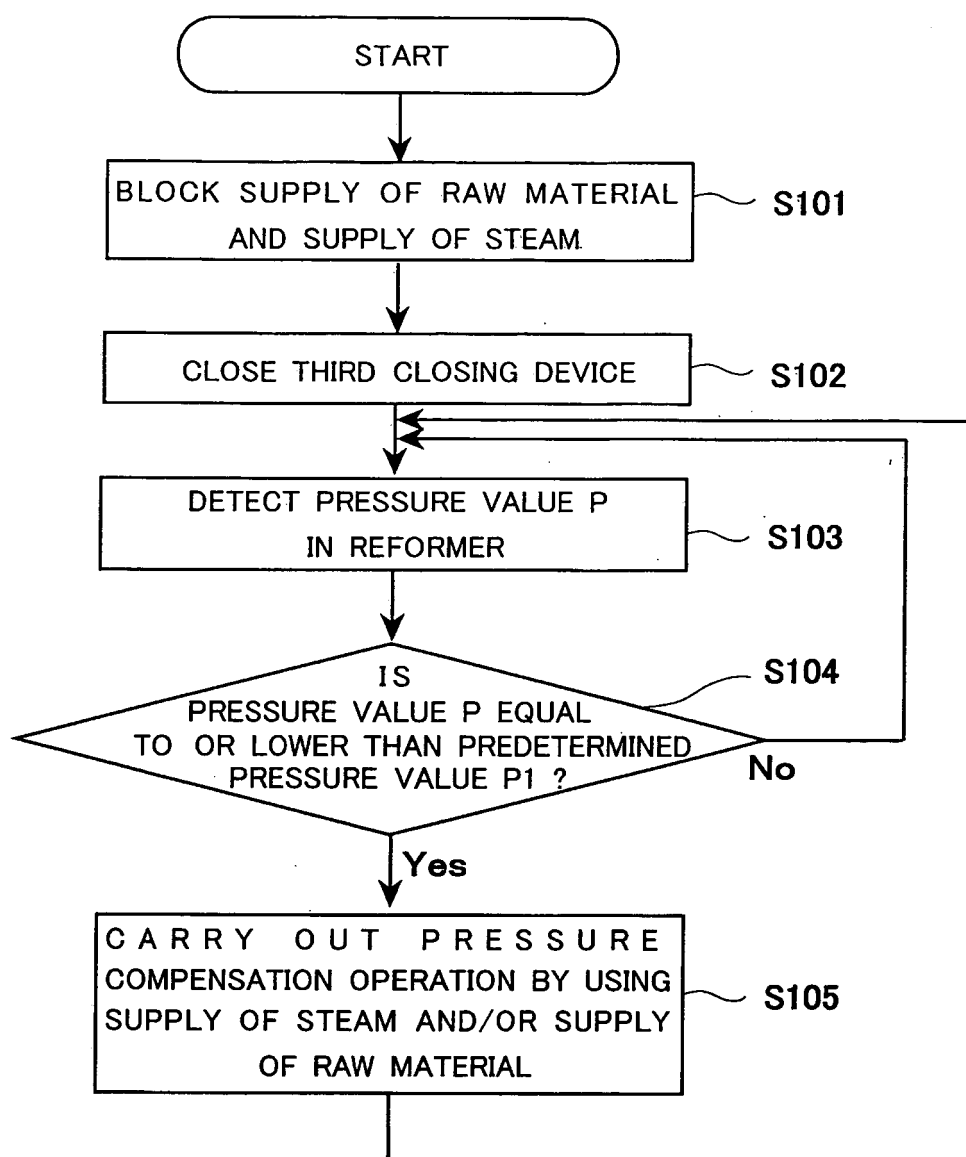 START
BLOCK SUPPLY OF RAW MATERIAL
AND SUPPLY OF STEAM
S101
CLOSE THIRD CLOSING DEVICE
S102
DETECT PRESSURE VALUE P
IN REFORMER
S103
IS
PRESSURE VALUE P EQUAL
TO OR LOWER THAN PREDETERMINED
PRESSURE VALUE P1 ?
S104
No
Yes
CARRY OUT PRESSURE
COMPENSATION OPERATION BY USING
SUPPLY OF STEAM AND/OR SUPPLY
OF RAW MATERIAL
S105